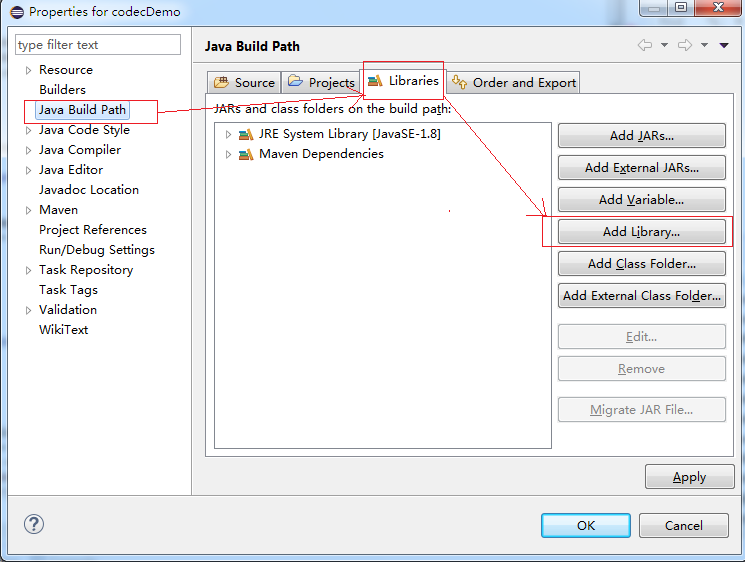 Properties for codecDemo
type filter text
Resource
Builders
Java Build Path
Java Code Style
Java Compiler
Java Editor
Javadoc Location
Maven
Project References
Run/Debug Settings
Task Repository
Task Tags
Validation
WikiText
Java Build Path
Source Projects Libraries Order and Export
JARs and class folders on the build path:
JRE System Library [JavaSE-1.8]
Maven Dependencies
Add JARs...
Add External JARs...
Add Variable...
Add Library...
Add Class Folder...
Add External Class Folder...
Edit...
Remove
Migrate JAR File...
Apply
OK Cancel